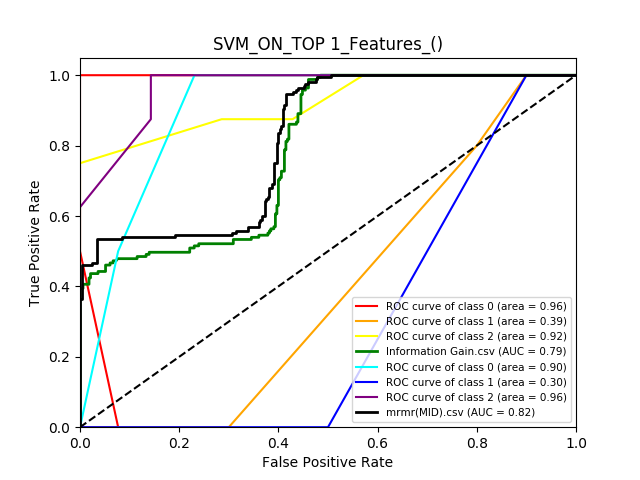 SVM_ON_TOP 1_Features_()
True Positive Rate
1.0
0.8
0.6
0.4
0.2
0.0
ROC curve of class 0 (area = 0.96)
ROC curve of class 1 (area = 0.39)
ROC curve of class 2 (area = 0.92)
Information Gain.csv (AUC = 0.79)
ROC curve of class 0 (area = 0.90)
ROC curve of class 1 (area = 0.30)
ROC curve of class 2 (area = 0.96)
mrmr(MID).csv (AUC = 0.82)
0.0 0.2 0.4 0.6 0.8 1.0
False Positive Rate